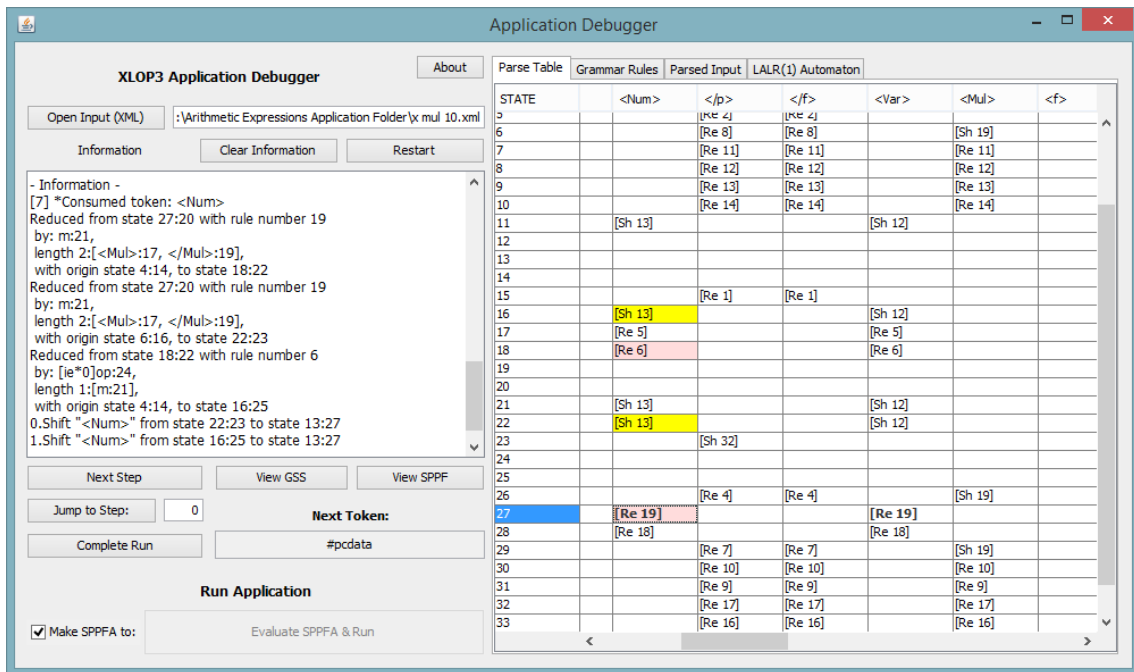 Application Debugger
XLOP3 Application Debugger
About
Open Input (XML)
:\Arithmetic Expressions Application Folder\x mul 10.xml
Information
Clear Information
Restart
- Information -
[7] *Consumed token: <Num>
Reduced from state 27:20 with rule number 19
by: m:21,
length 2:[<Mul>:17, </Mul>:19],
with origin state 4:14, to state 18:22
Reduced from state 27:20 with rule number 19
by: m:21,
length 2:[<Mul>:17, </Mul>:19],
with origin state 6:16, to state 22:23
Reduced from state 18:22 with rule number 6
by: [ie*0]op:24,
length 1:[m:21],
with origin state 4:14, to state 16:25
0.Shift "<Num>" from state 22:23 to state 13:27
1.Shift "<Num>" from state 16:25 to state 13:27
Next Step
View GSS
View SPPF
Jump to Step:
0
Next Token:
Complete Run
#pcdata
Run Application
Make SPPFA to:
Evaluate SPPFA & Run
Parse Table Grammar Rules Parsed Input LALR(1) Automaton
STATE <Num> </p> </f> <Var> <Mul> <f>
5 [Re 2] [Re 2]
6 [Re 8] [Re 8] [Sh 19]
7 [Re 11] [Re 11] [Re 11]
8 [Re 12] [Re 12] [Re 12]
9 [Re 13] [Re 13] [Re 13]
10 [Re 14] [Re 14] [Re 14]
11 [Sh 13] [Sh 12]
12
13
14
15 [Re 1] [Re 1]
16 [Sh 13] [Sh 12]
17 [Re 5] [Re 5]
18 [Re 6] [Re 6]
19
20
21 [Sh 13] [Sh 12]
22 [Sh 13] [Sh 12]
23 [Sh 32]
24
25
26 [Re 4] [Re 4] [Sh 19]
27 [Re 19] [Re 19]
28 [Re 18] [Re 18]
29 [Re 7] [Re 7] [Sh 19]
30 [Re 10] [Re 10] [Re 10]
31 [Re 9] [Re 9] [Re 9]
32 [Re 17] [Re 17] [Re 17]
33 [Re 16] [Re 16] [Re 16]